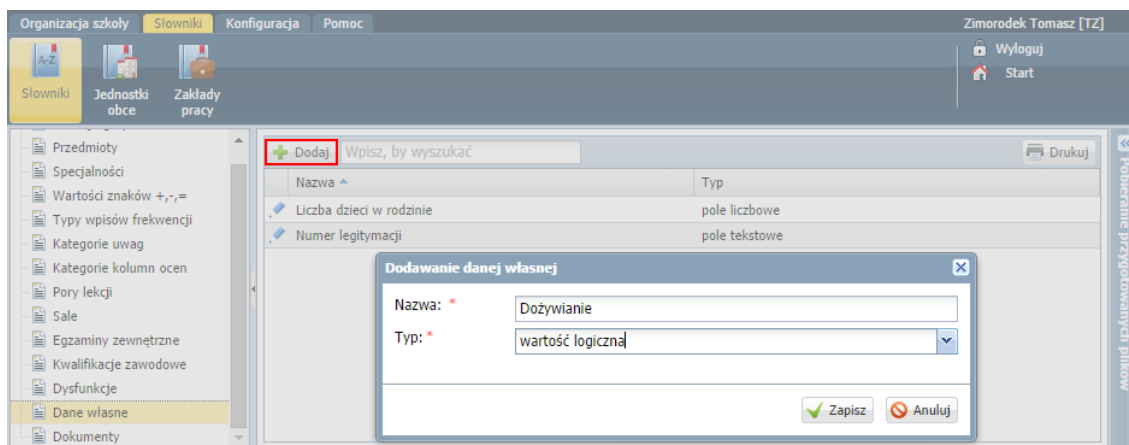 Organizacja szkoły Słowniki Konfiguracja Pomoc Zimorodek Tomasz [TZ]
A-Z
Słowniki
Jednostki obce
Zakłady pracy
Wyloguj
Start
Przedmioty
Specjalności
Wartości znaków +,-,=
Typy wpisów frekwencji
Kategorie uwag
Kategorie kolumn ocen
Pory lekcji
Sale
Egzaminy zewnętrzne
Kwalifikacje zawodowe
Dysfunkcje
Dane własne
Dokumenty
Dodaj Wpisz, by wyszukać Drukuj
Nazwa Typ
Liczba dzieci w rodzinie pole liczbowe
Numer legitymacji pole tekstowe
Dodawanie danej własnej
Nazwa: * Dożywianie
Typ: * wartość logiczna
Zapisz Anuluj
Pobieranie przygotowanych plików